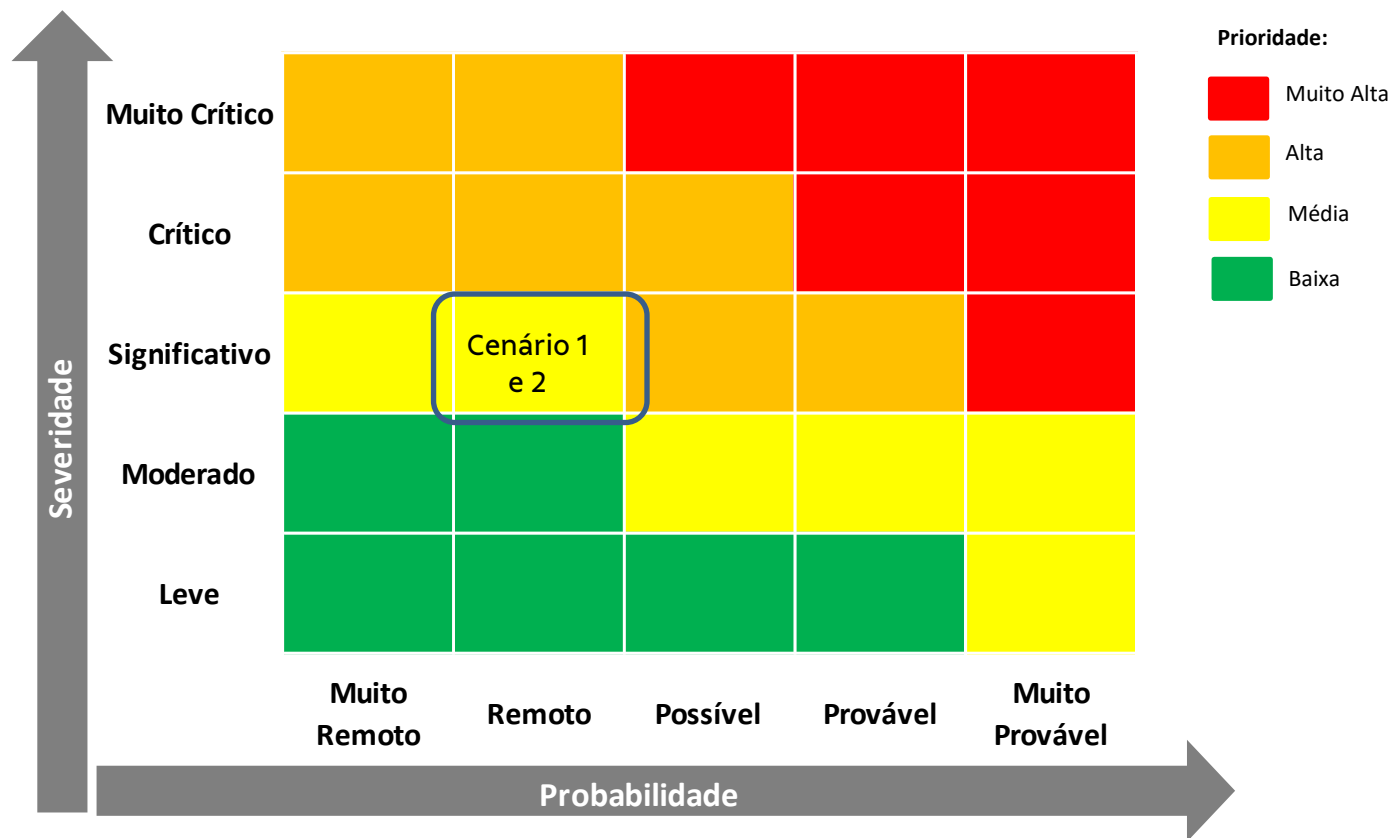 Prioridade:
Muito Alta
Alta
Média
Baixa
Severidade
Muito Crítico
Crítico
Significativo
Moderado
Leve
Cenário 1
e 2
Muito
Remoto
Remoto
Possível
Provável
Muito
Provável
Probabilidade